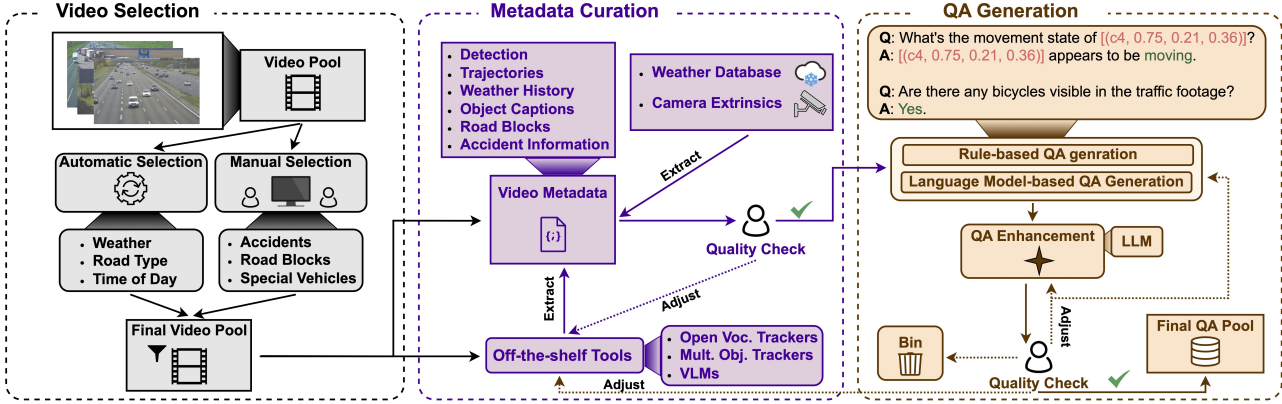 Video Selection
Video Pool
Automatic Selection
Manual Selection
• Weather
• Road Type
• Time of Day
• Accidents
• Road Blocks
• Special Vehicles
Final Video Pool
Metadata Curation
• Detection
• Trajectories
• Weather History
• Object Captions
• Road Blocks
• Accident Information
• Weather Database
• Camera Extrinsics
Extract
Video Metadata
{;}
Quality Check
Extract
Adjust
Off-the-shelf Tools
• Open Voc. Trackers
• Mult. Obj. Trackers
• VLMs
Adjust
QA Generation
Q: What's the movement state of [(c4, 0.75, 0.21, 0.36)]?
A: [(c4, 0.75, 0.21, 0.36)] appears to be moving.
Q: Are there any bicycles visible in the traffic footage?
A: Yes.
Rule-based QA genration
Language Model-based QA Generation
QA Enhancement
LLM
Adjust
Bin
Quality Check
Final QA Pool